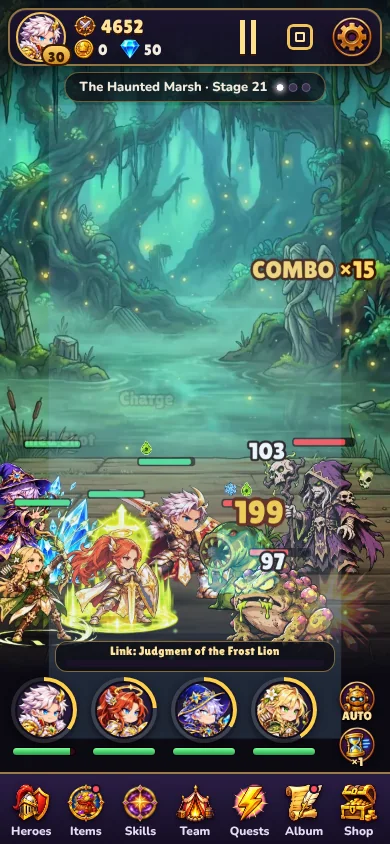 4652
30
0
50
The Haunted Marsh · Stage 21
COMBO ×15
Charge
103
199
97
Link: Judgment of the Frost Lion
AUTO
×1
Heroes
Items
Skills
Team
Quests
Album
Shop